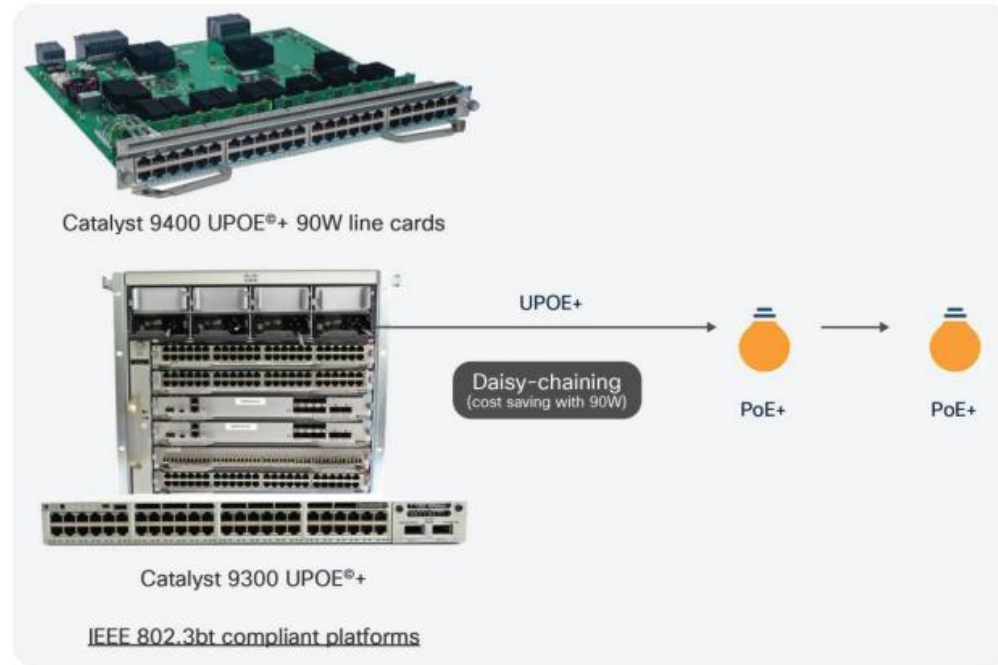 Catalyst 9400 UPOE®+ 90W line cards
UPOE+
Daisy-chaining
(cost saving with 90W)
PoE+
PoE+
Catalyst 9300 UPOE®+
IEEE 802.3bt compliant platforms